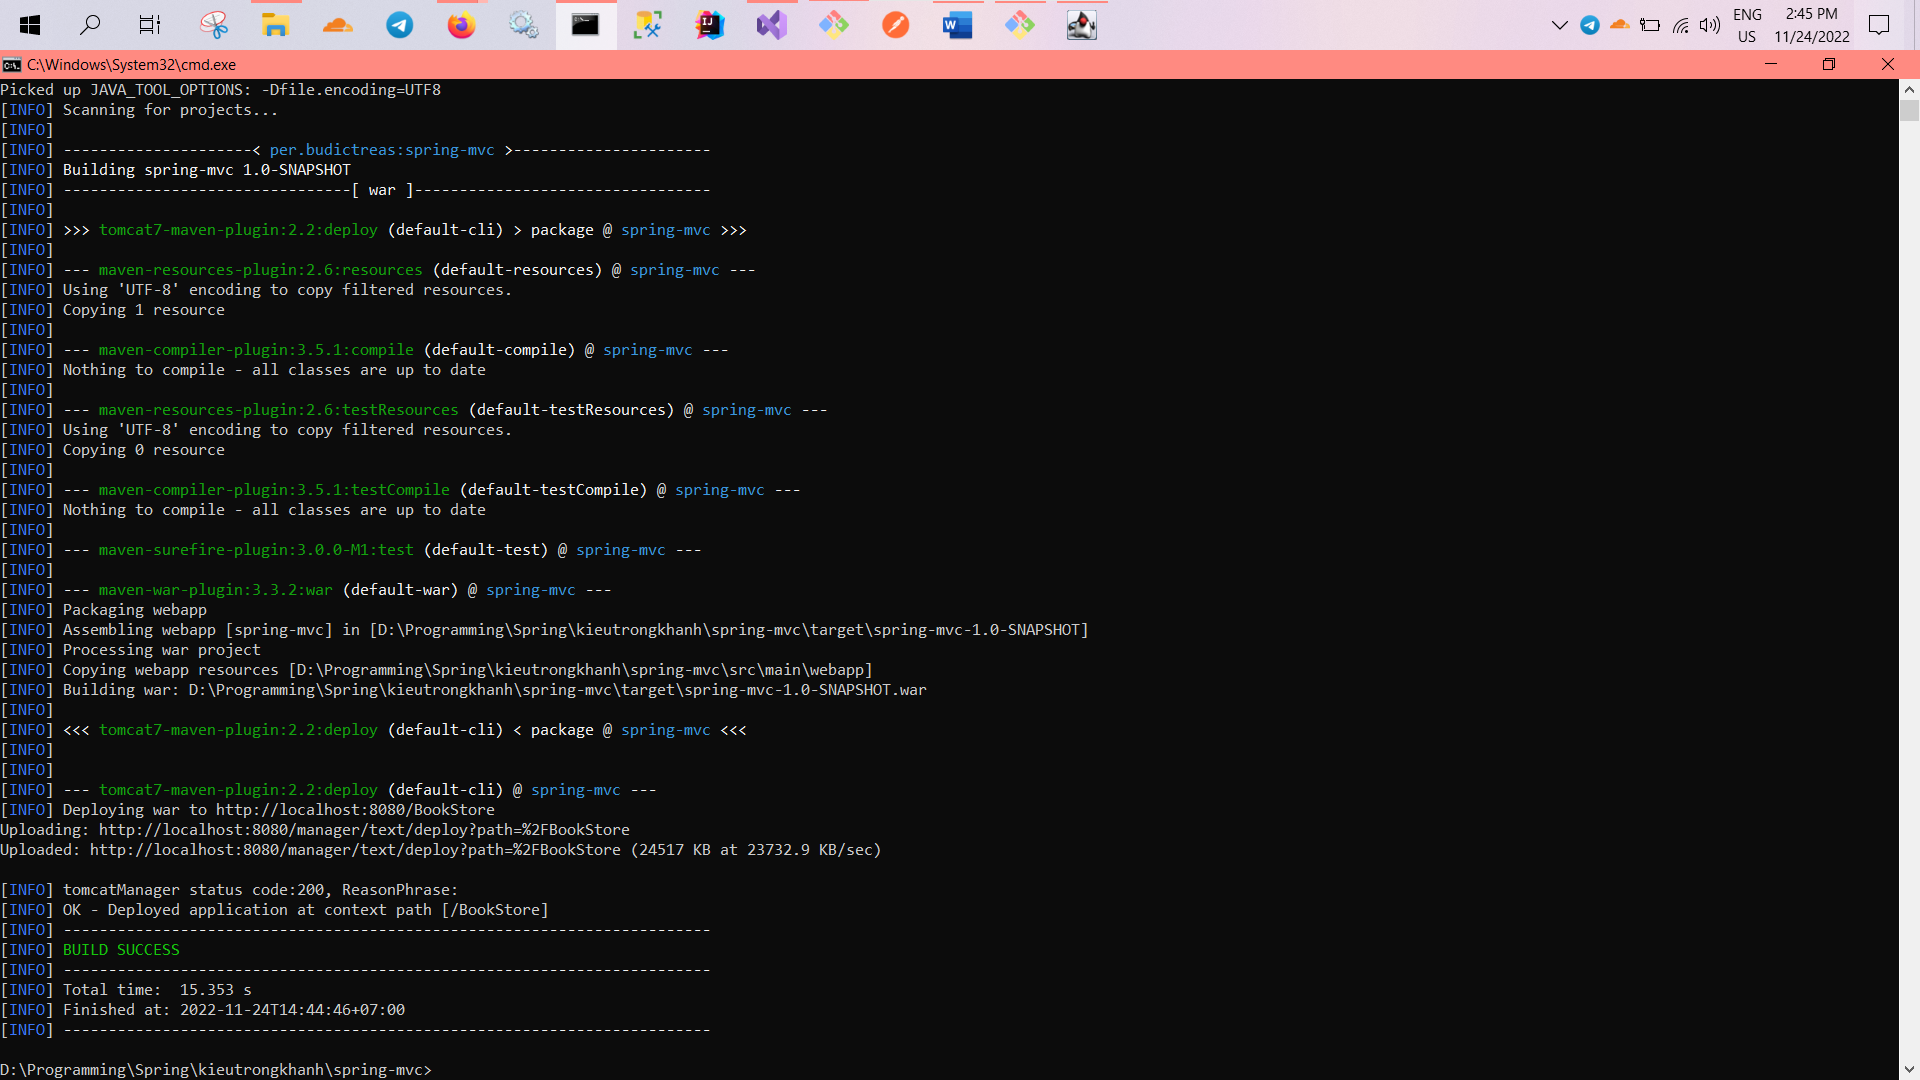 ENG
2:45 PM
US
11/24/2022
C:\Windows\System32\cmd.exe
Picked up JAVA_TOOL_OPTIONS: -Dfile.encoding=UTF8
[INFO] Scanning for projects...
[INFO]
[INFO] ---------------------< per.budictreas:spring-mvc >----------------------
[INFO] Building spring-mvc 1.0-SNAPSHOT
[INFO] --------------------------------[ war ]---------------------------------
[INFO]
[INFO] >>> tomcat7-maven-plugin:2.2:deploy (default-cli) > package @ spring-mvc >>>
[INFO]
[INFO] --- maven-resources-plugin:2.6:resources (default-resources) @ spring-mvc ---
[INFO] Using 'UTF-8' encoding to copy filtered resources.
[INFO] Copying 1 resource
[INFO]
[INFO] --- maven-compiler-plugin:3.5.1:compile (default-compile) @ spring-mvc ---
[INFO] Nothing to compile - all classes are up to date
[INFO]
[INFO] --- maven-resources-plugin:2.6:testResources (default-testResources) @ spring-mvc ---
[INFO] Using 'UTF-8' encoding to copy filtered resources.
[INFO] Copying 0 resource
[INFO]
[INFO] --- maven-compiler-plugin:3.5.1:testCompile (default-testCompile) @ spring-mvc ---
[INFO] Nothing to compile - all classes are up to date
[INFO]
[INFO] --- maven-surefire-plugin:3.0.0-M1:test (default-test) @ spring-mvc ---
[INFO]
[INFO] --- maven-war-plugin:3.3.2:war (default-war) @ spring-mvc ---
[INFO] Packaging webapp
[INFO] Assembling webapp [spring-mvc] in [D:\Programming\Spring\kieutrongkhanh\spring-mvc\target\spring-mvc-1.0-SNAPSHOT]
[INFO] Processing war project
[INFO] Copying webapp resources [D:\Programming\Spring\kieutrongkhanh\spring-mvc\src\main\webapp]
[INFO] Building war: D:\Programming\Spring\kieutrongkhanh\spring-mvc\target\spring-mvc-1.0-SNAPSHOT.war
[INFO]
[INFO] <<< tomcat7-maven-plugin:2.2:deploy (default-cli) < package @ spring-mvc <<<
[INFO]
[INFO]
[INFO] --- tomcat7-maven-plugin:2.2:deploy (default-cli) @ spring-mvc ---
[INFO] Deploying war to http://localhost:8080/BookStore
Uploading: http://localhost:8080/manager/text/deploy?path=%2FBookStore
Uploaded: http://localhost:8080/manager/text/deploy?path=%2FBookStore (24517 KB at 23732.9 KB/sec)
[INFO] tomcatManager status code:200, ReasonPhrase:
[INFO] OK - Deployed application at context path [/BookStore]
[INFO] ------------------------------------------------------------------------
[INFO] BUILD SUCCESS
[INFO] ------------------------------------------------------------------------
[INFO] Total time:  15.353 s
[INFO] Finished at: 2022-11-24T14:44:46+07:00
[INFO] ------------------------------------------------------------------------
D:\Programming\Spring\kieutrongkhanh\spring-mvc>